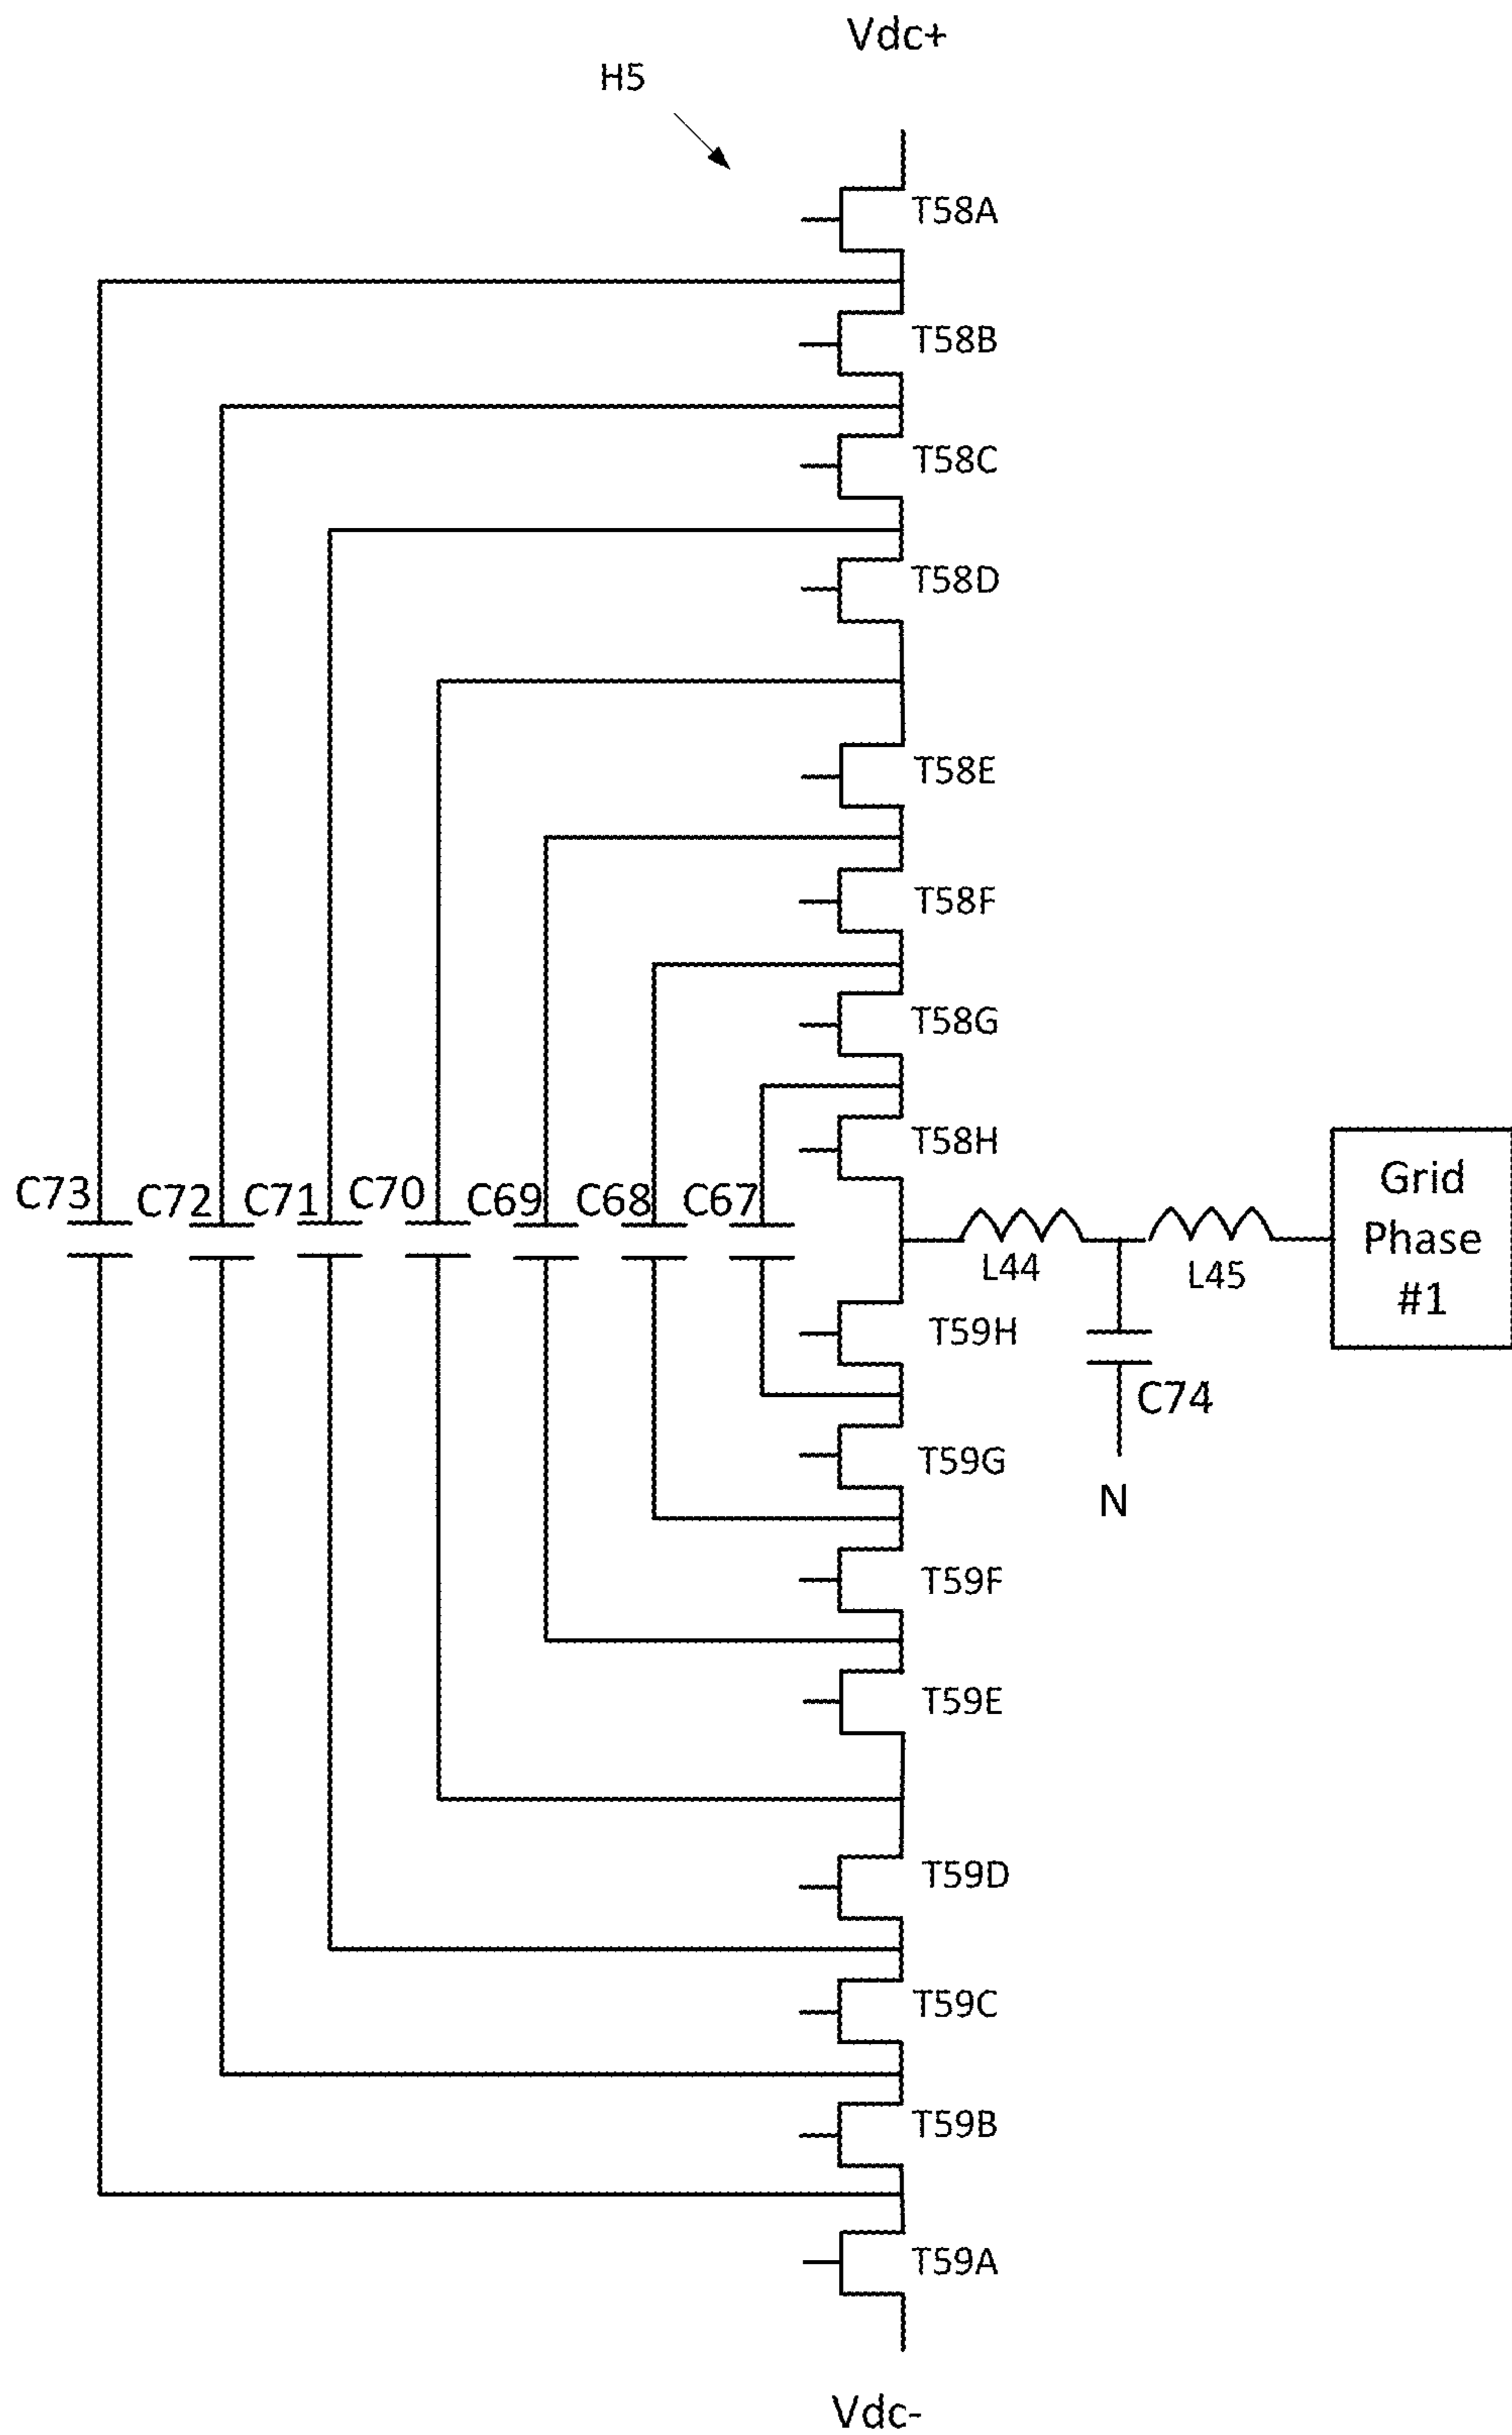 Vdc+
H5
T58A
T58B
T58C
T58D
T58E
T58F
T58G
T58H
C73
C72
C71
C70
C69
C68
C67
L44
L45
Grid
Phase
#1
T59H
C74
T59G
N
T59F
T59E
T59D
T59C
T59B
T59A
Vdc-